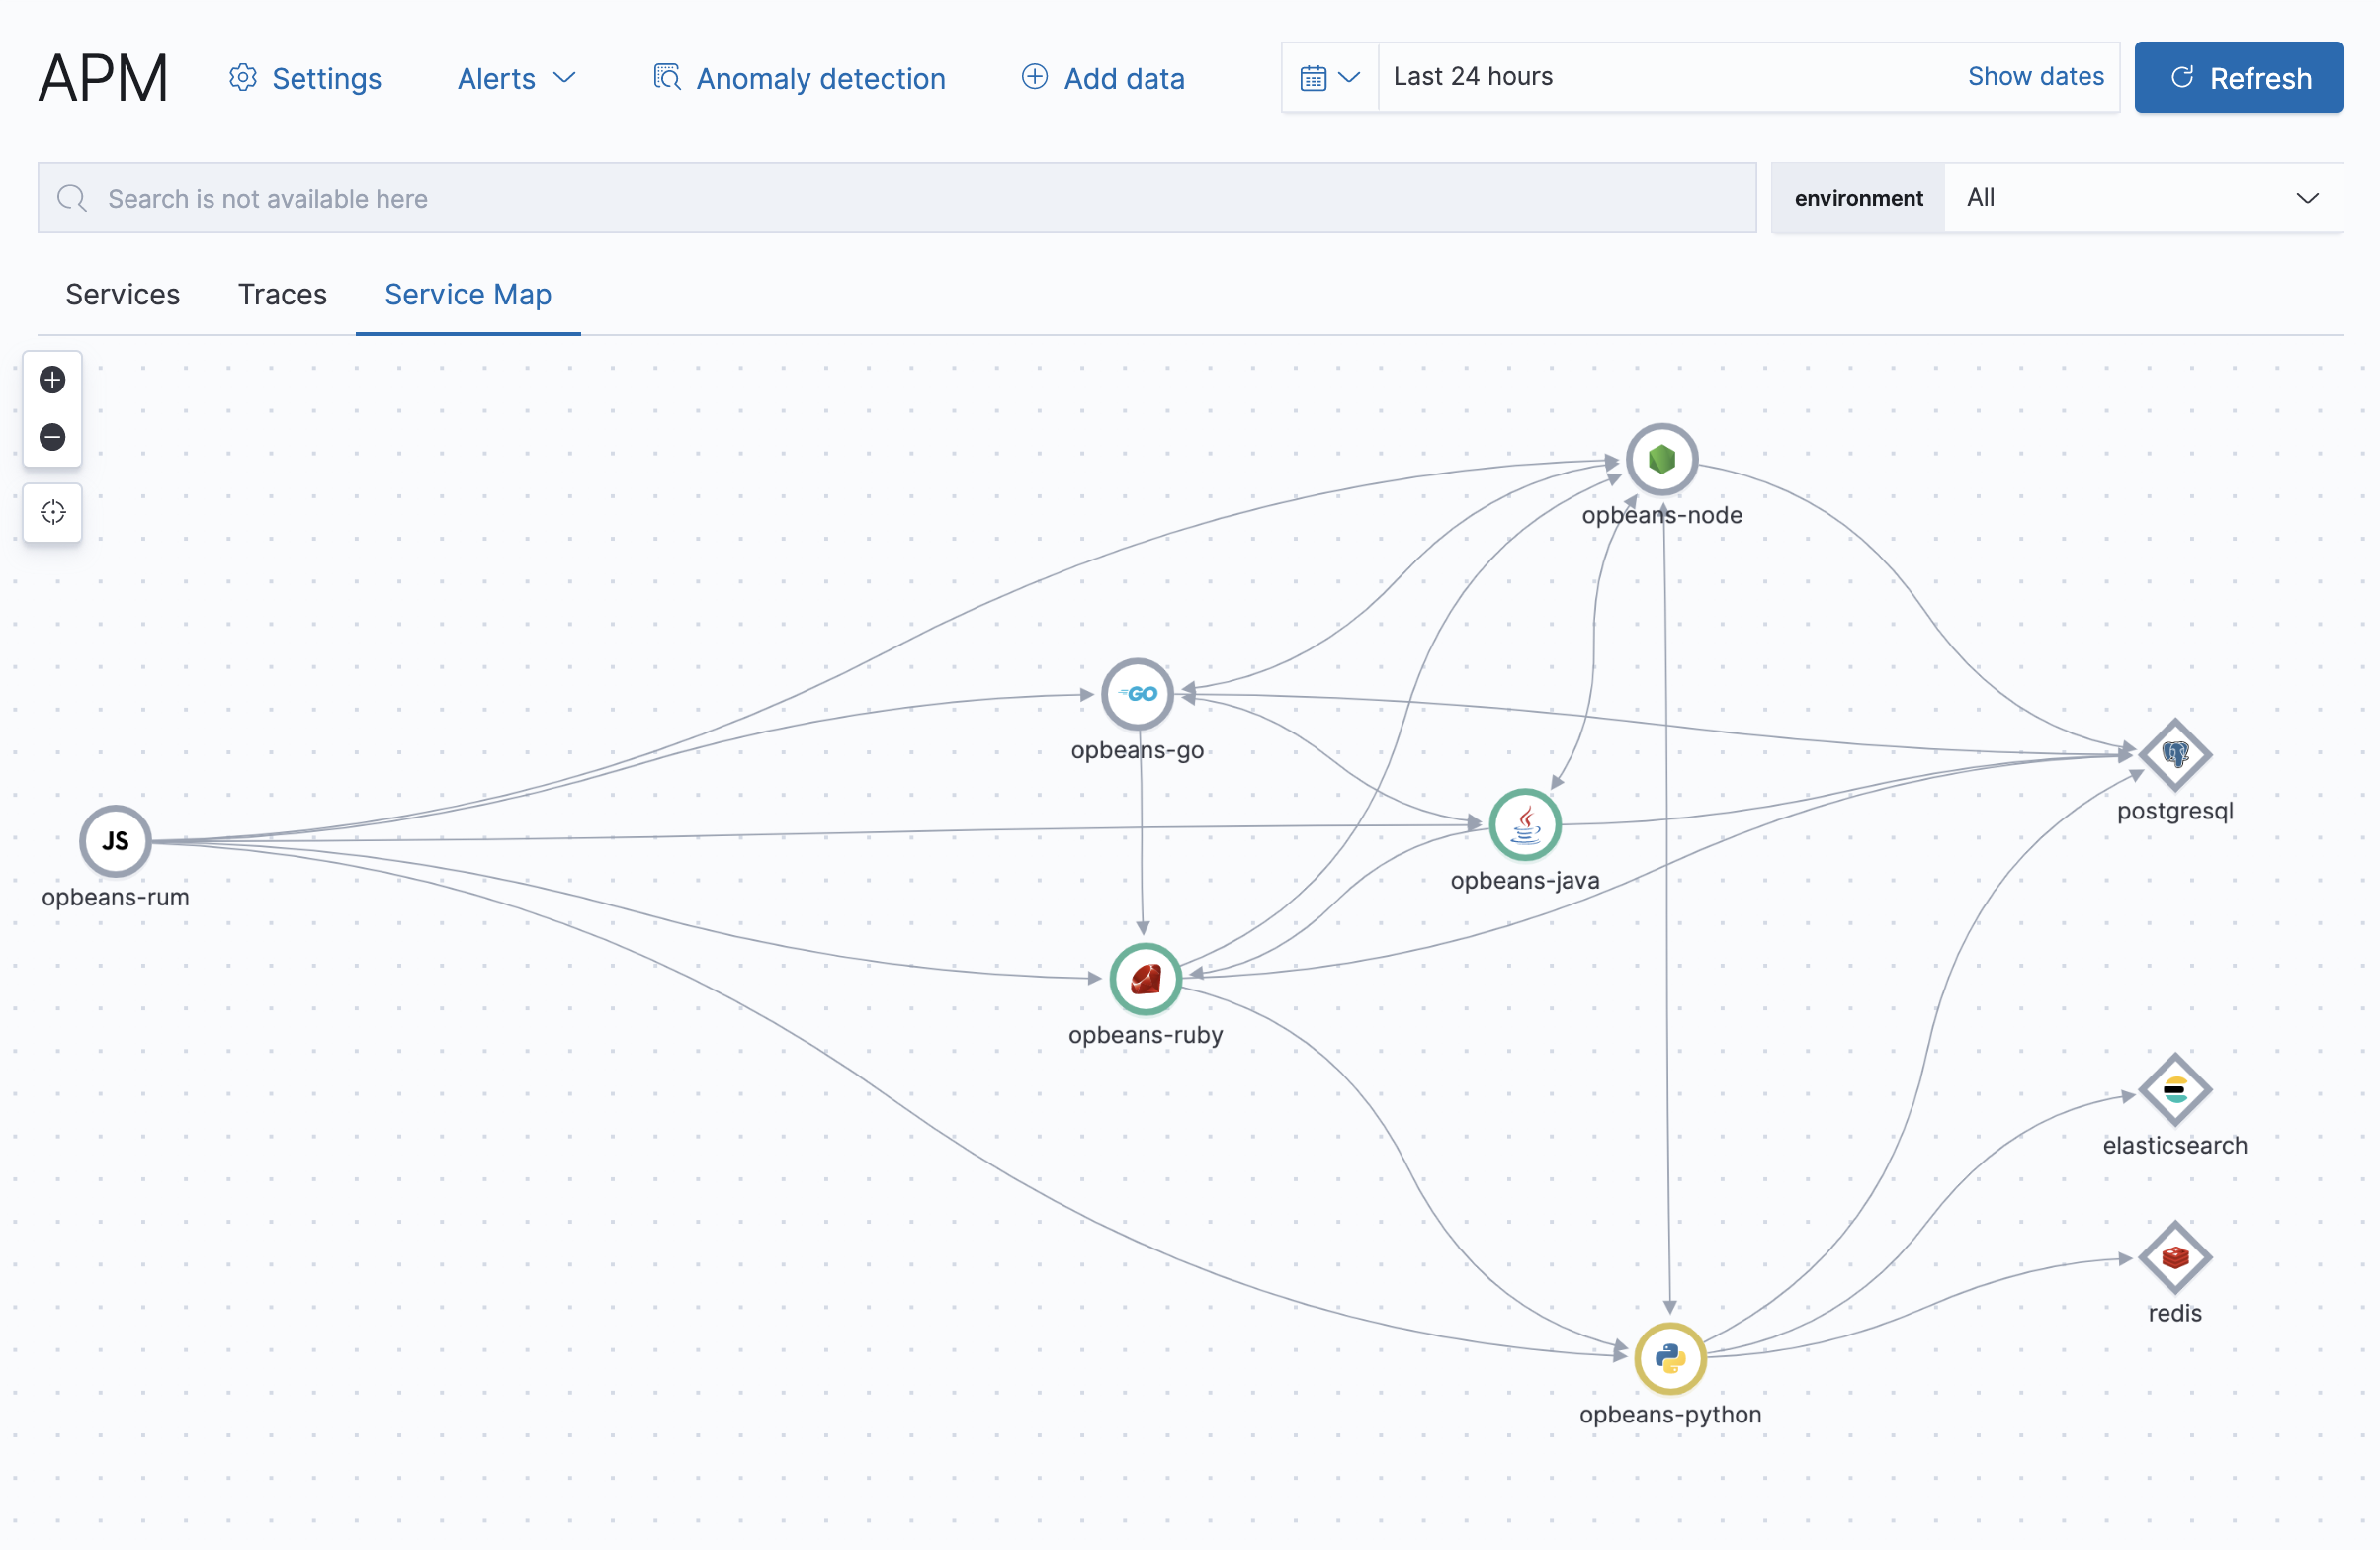 APM Settings Alerts Anomaly detection Add data Last 24 hours Show dates Refresh
Search is not available here environment All
Services Traces Service Map
opbeans-node
GO
opbeans-go
postgresql
JS
opbeans-java
opbeans-rum
opbeans-ruby
elasticsearch
redis
opbeans-python